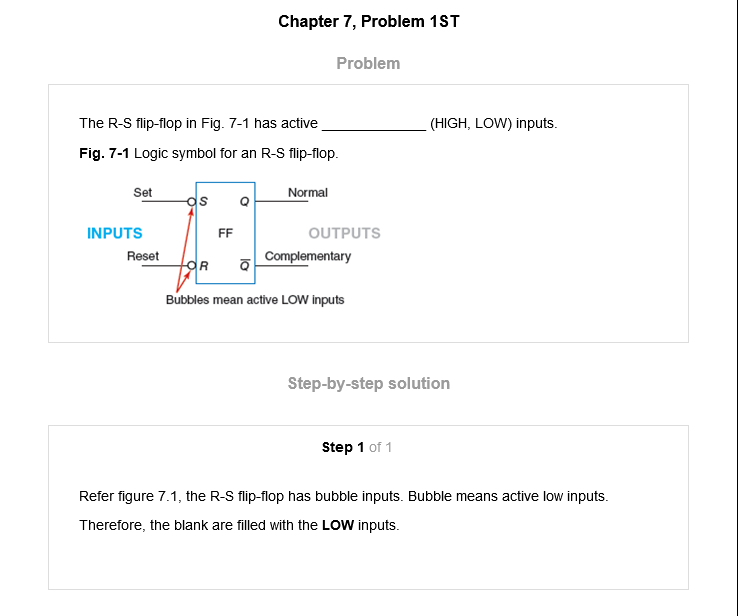 Chapter 7, Problem 1ST
Problem
The R-S flip-flop in Fig. 7-1 has active ______________ (HIGH, LOW) inputs.
Fig. 7-1 Logic symbol for an R-S flip-flop.
Set S Q Normal
INPUTS FF OUTPUTS
Reset R Q̅ Complementary
Bubbles mean active LOW inputs
Step-by-step solution
Step 1 of 1
Refer figure 7.1, the R-S flip-flop has bubble inputs. Bubble means active low inputs.
Therefore, the blank are filled with the LOW inputs.